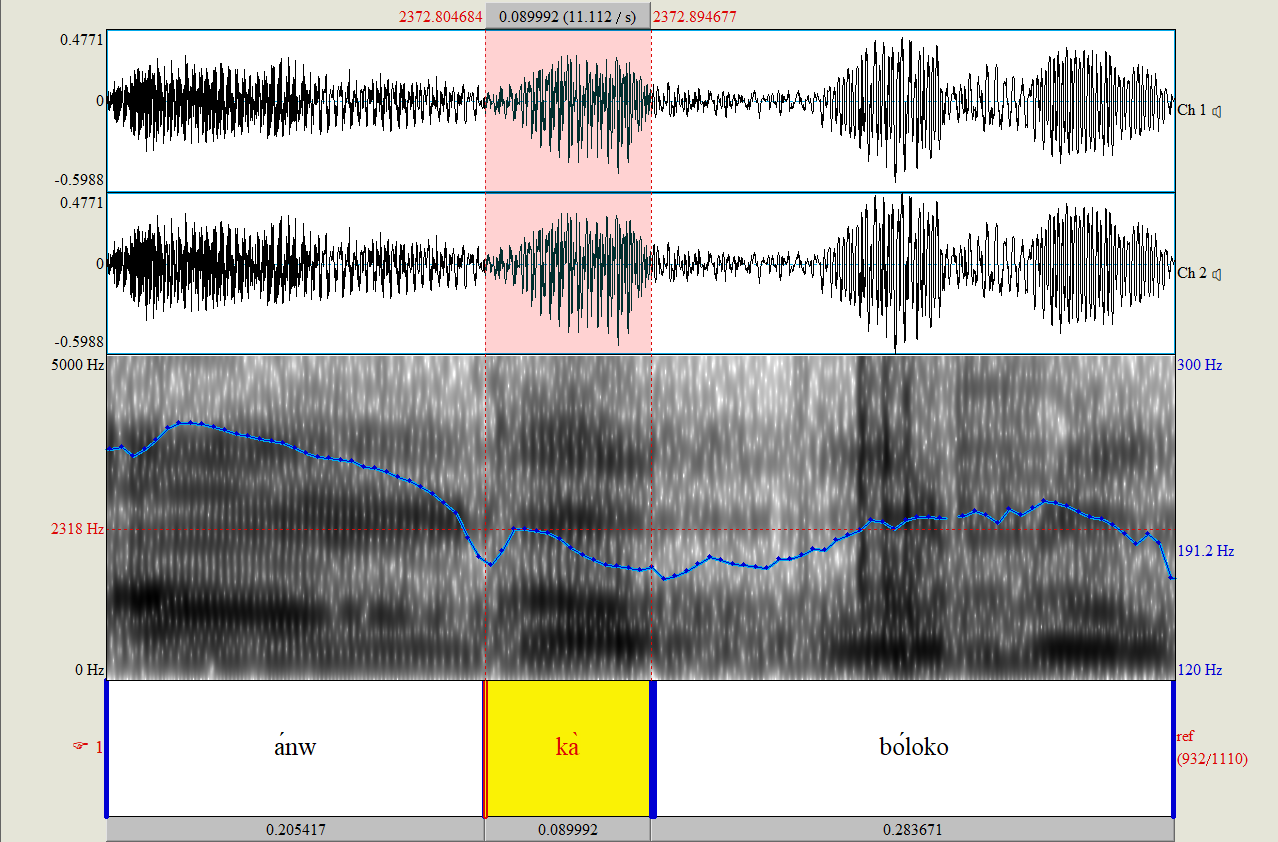 2372.804684 0.089992 (11.112 / s) 2372.894677
0.4771
0
-0.5988
Ch 1
0.4771
0
-0.5988
Ch 2
5000 Hz 300 Hz
2318 Hz
191.2 Hz
0 Hz 120 Hz
☞ 1 ánw kà bóloko ref
(932/1110)
0.205417 0.089992 0.283671